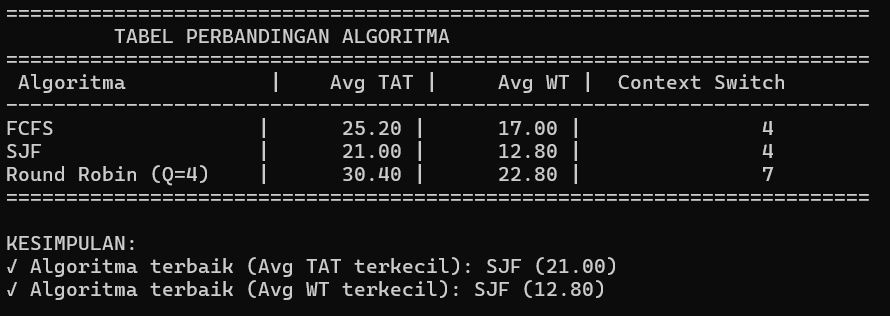 ========================================================================
TABEL PERBANDINGAN ALGORITMA
========================================================================
Algoritma | Avg TAT | Avg WT | Context Switch
------------------------------------------------------------------------
FCFS | 25.20 | 17.00 | 4
SJF | 21.00 | 12.80 | 4
Round Robin (Q=4) | 30.40 | 22.80 | 7
========================================================================
KESIMPULAN:
√ Algoritma terbaik (Avg TAT terkecil): SJF (21.00)
√ Algoritma terbaik (Avg WT terkecil): SJF (12.80)